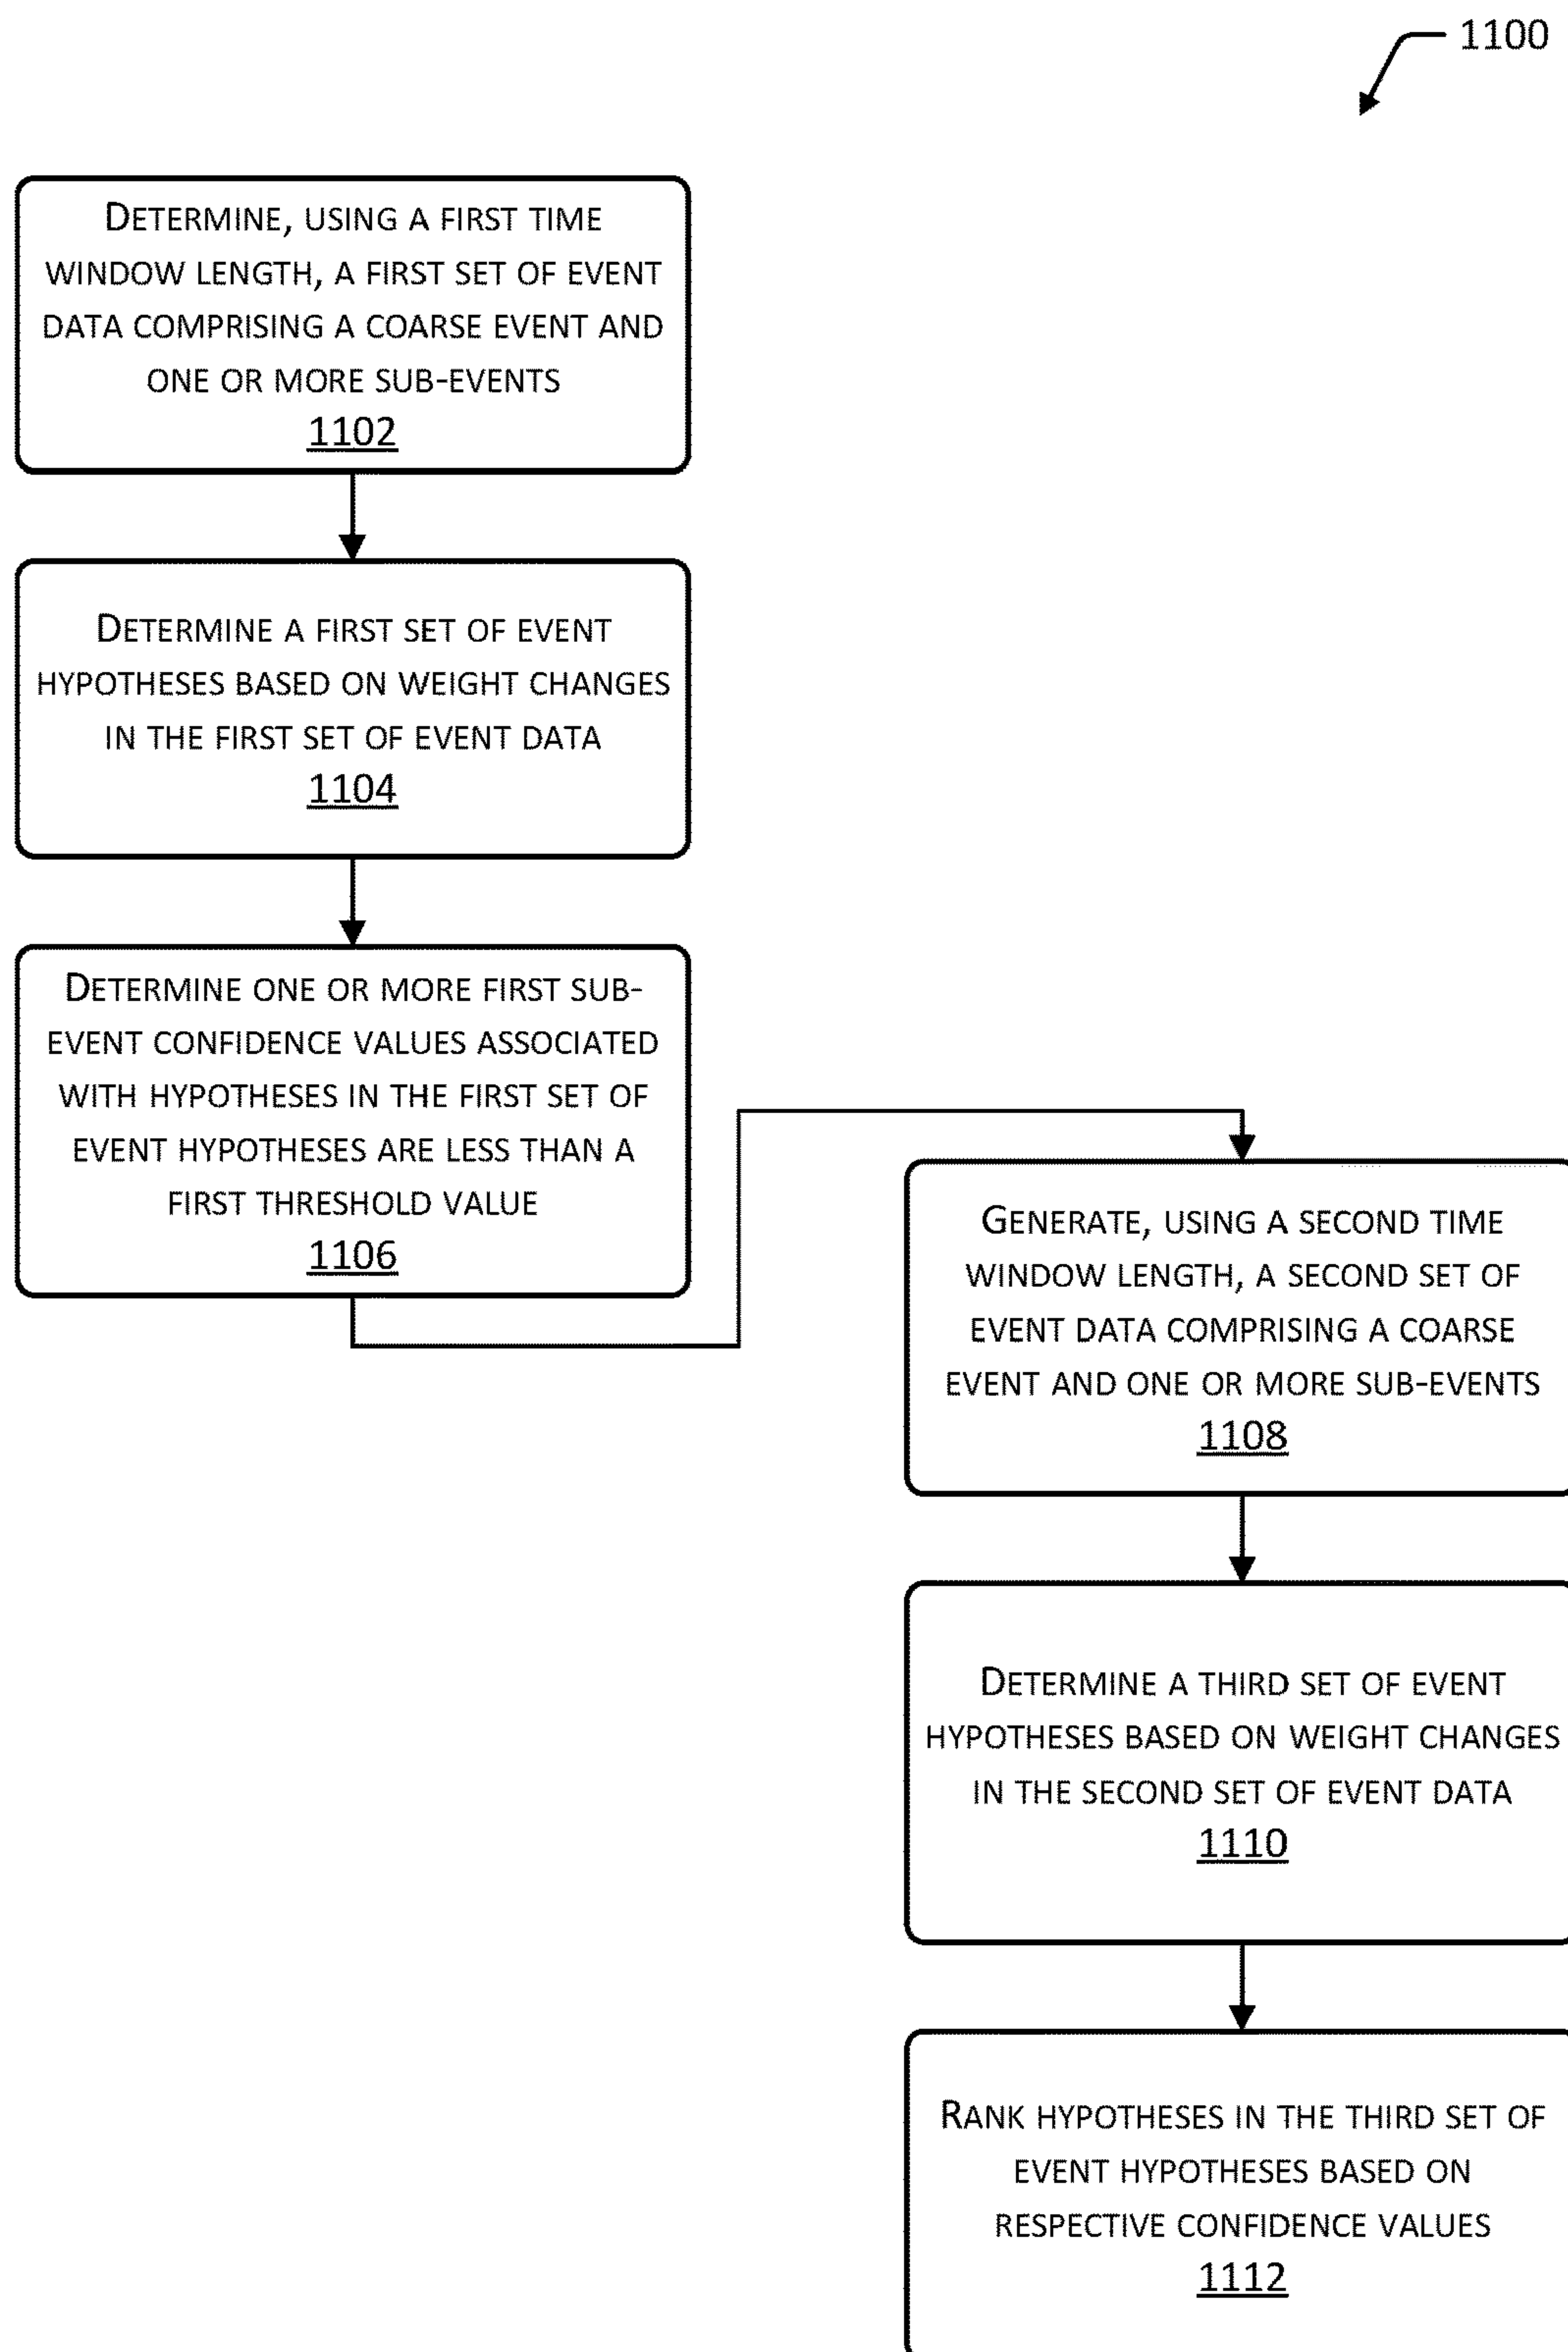 1100
DETERMINE, USING A FIRST TIME
WINDOW LENGTH, A FIRST SET OF EVENT
DATA COMPRISING A COARSE EVENT AND
ONE OR MORE SUB-EVENTS
1102
DETERMINE A FIRST SET OF EVENT
HYPOTHESES BASED ON WEIGHT CHANGES
IN THE FIRST SET OF EVENT DATA
1104
DETERMINE ONE OR MORE FIRST SUB-
EVENT CONFIDENCE VALUES ASSOCIATED
WITH HYPOTHESES IN THE FIRST SET OF
EVENT HYPOTHESES ARE LESS THAN A
FIRST THRESHOLD VALUE
1106
GENERATE, USING A SECOND TIME
WINDOW LENGTH, A SECOND SET OF
EVENT DATA COMPRISING A COARSE
EVENT AND ONE OR MORE SUB-EVENTS
1108
DETERMINE A THIRD SET OF EVENT
HYPOTHESES BASED ON WEIGHT CHANGES
IN THE SECOND SET OF EVENT DATA
1110
RANK HYPOTHESES IN THE THIRD SET OF
EVENT HYPOTHESES BASED ON
RESPECTIVE CONFIDENCE VALUES
1112